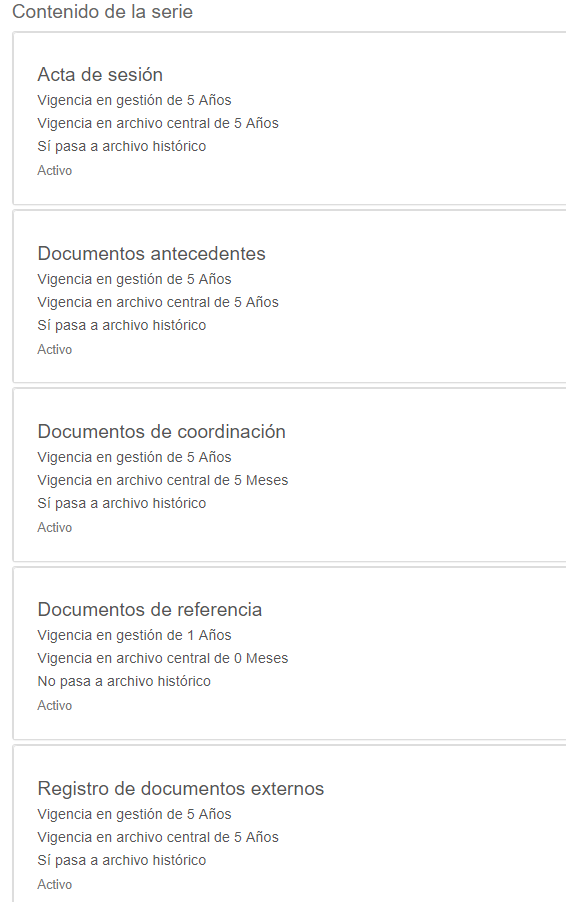 Contenido de la serie
Acta de sesión
Vigencia en gestión de 5 Años
Vigencia en archivo central de 5 Años
Sí pasa a archivo histórico
Activo
Documentos antecedentes
Vigencia en gestión de 5 Años
Vigencia en archivo central de 5 Años
Sí pasa a archivo histórico
Activo
Documentos de coordinación
Vigencia en gestión de 5 Años
Vigencia en archivo central de 5 Meses
Sí pasa a archivo histórico
Activo
Documentos de referencia
Vigencia en gestión de 1 Años
Vigencia en archivo central de 0 Meses
No pasa a archivo histórico
Activo
Registro de documentos externos
Vigencia en gestión de 5 Años
Vigencia en archivo central de 5 Años
Sí pasa a archivo histórico
Activo